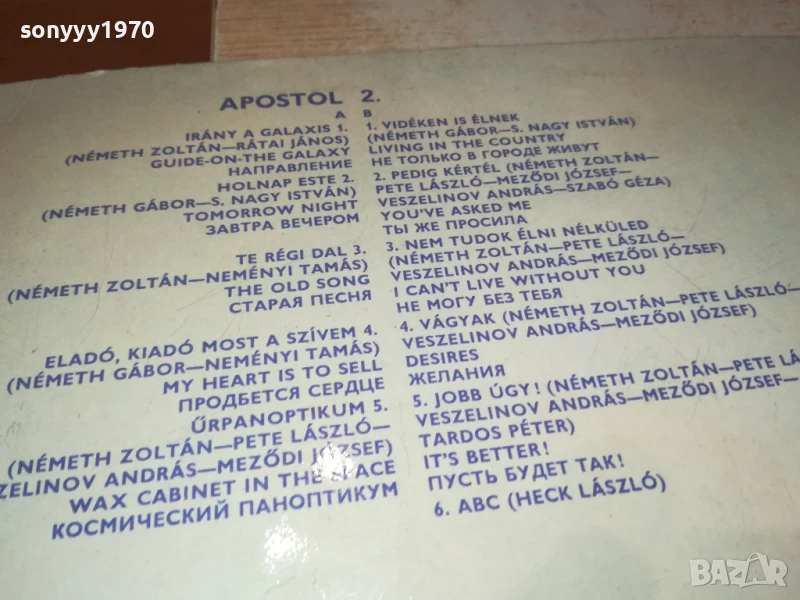 sonyyy1970
APOSTOL 2.
A
IRÁNY A GALAXIS 1.
(NÉMETH ZOLTÁN—RÁTAI JÁNOS)
GUIDE-ON-THE GALAXY
НАПРАВЛЕНИЕ
HOLNAP ESTE 2.
(NÉMETH GÁBOR—S. NAGY ISTVÁN)
TOMORROW NIGHT
ЗАВТРА ВЕЧЕРОМ
TE RÉGI DAL 3.
(NÉMETH ZOLTÁN—NEMÉNYI TAMÁS)
THE OLD SONG
СТАРАЯ ПЕСНЯ
ELADÓ, KIADÓ MOST A SZÍVEM 4.
(NÉMETH GÁBOR—NEMÉNYI TAMÁS)
MY HEART IS TO SELL
ПРОДБЕТСЯ СЕРДЦЕ
ŰRPANOPTIKUM 5.
(NÉMETH ZOLTÁN—PETE LÁSZLÓ—
SZELINOV ANDRÁS—MEZŐDI JÓZSEF)
WAX CABINET IN THE SPACE
КОСМИЧЕСКИЙ ПАНОПТИКУМ
B
1. VIDÉKEN IS ÉLNEK
(NÉMETH GÁBOR—S. NAGY ISTVÁN)
LIVING IN THE COUNTRY
НЕ ТОЛЬКО В ГОРОДЕ ЖИВУТ
2. PEDIG KÉRTÉL (NÉMETH ZOLTÁN—
PETE LÁSZLÓ—MEZŐDI JÓZSEF—
VESZELINOV ANDRÁS—SZABÓ GÉZA)
YOU'VE ASKED ME
ТЫ ЖЕ ПРОСИЛА
3. NEM TUDOK ÉLNI NÉLKÜLED
(NÉMETH ZOLTÁN—PETE LÁSZLÓ—
VESZELINOV ANDRÁS—MEZŐDI JÓZSEF)
I CAN'T LIVE WITHOUT YOU
НЕ МОГУ БЕЗ ТЕБЯ
4. VÁGYAK (NÉMETH ZOLTÁN—PETE LÁSZLÓ—
VESZELINOV ANDRÁS—MEZŐDI JÓZSEF)
DESIRES
ЖЕЛАНИЯ
5. JOBB ÚGY! (NÉMETH ZOLTÁN—PETE LÁ
VESZELINOV ANDRÁS—MEZŐDI JÓZSEF—
TARDOS PÉTER)
IT'S BETTER!
ПУСТЬ БУДЕТ ТАК!
6. ABC (HECK LÁSZLÓ)
BAZAR